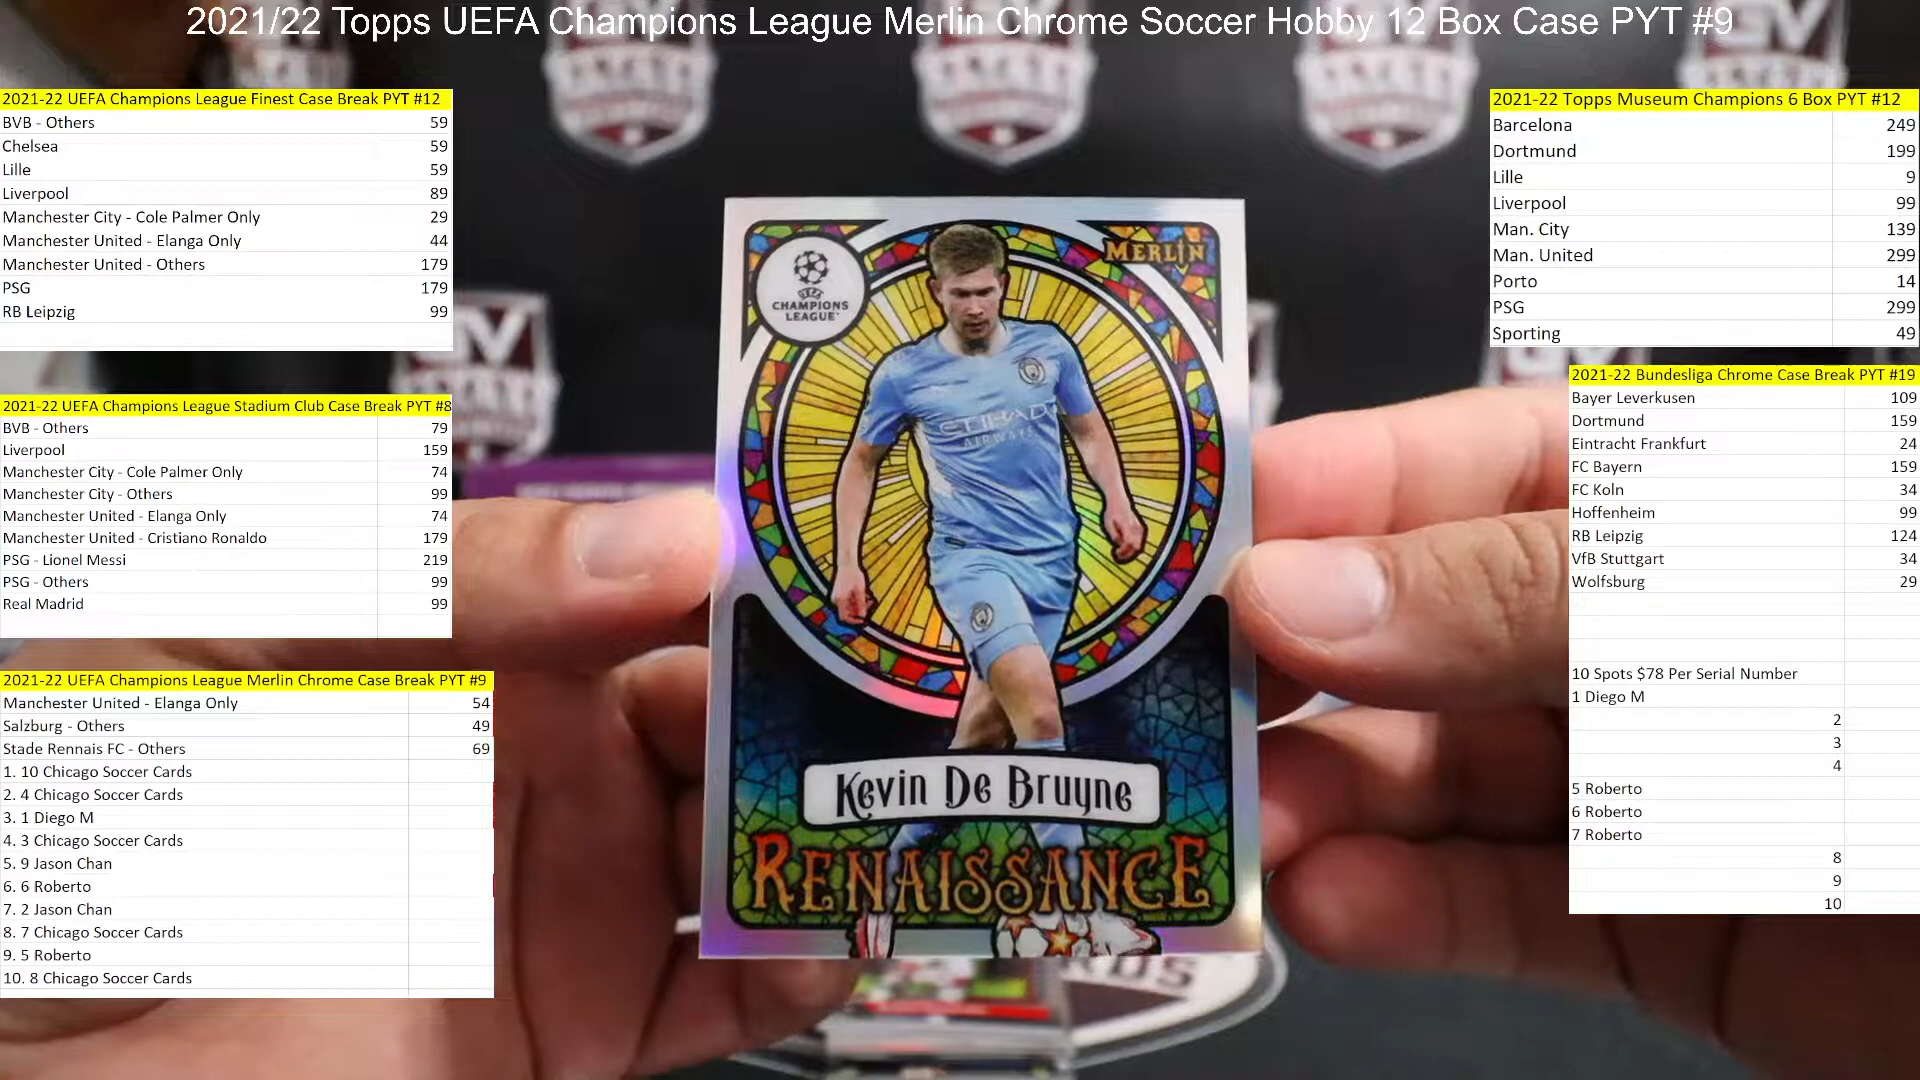 2021/22 Topps UEFA Champions League Merlin Chrome Soccer Hobby 12 Box Case PYT #9
2021-22 UEFA Champions League Finest Case Break PYT #12
BVB - Others 59
Chelsea 59
Lille 59
Liverpool 89
Manchester City - Cole Palmer Only 29
Manchester United - Elanga Only 44
Manchester United - Others 179
PSG 179
RB Leipzig 99
2021-22 UEFA Champions League Stadium Club Case Break PYT #8
BVB - Others 79
Liverpool 159
Manchester City - Cole Palmer Only 74
Manchester City - Others 99
Manchester United - Elanga Only 74
Manchester United - Cristiano Ronaldo 179
PSG - Lionel Messi 219
PSG - Others 99
Real Madrid 99
2021-22 UEFA Champions League Merlin Chrome Case Break PYT #9
Manchester United - Elanga Only 54
Salzburg - Others 49
Stade Rennais FC - Others 69
1. 10 Chicago Soccer Cards
2. 4 Chicago Soccer Cards
3. 1 Diego M
4. 3 Chicago Soccer Cards
5. 9 Jason Chan
6. 6 Roberto
7. 2 Jason Chan
8. 7 Chicago Soccer Cards
9. 5 Roberto
10. 8 Chicago Soccer Cards
MERLIN
UEFA
CHAMPIONS
LEAGUE
ETIHAD
AIRWAYS
Kevin De Bruyne
RENAISSANCE
2021-22 Topps Museum Champions 6 Box PYT #12
Barcelona 249
Dortmund 199
Lille 9
Liverpool 99
Man. City 139
Man. United 299
Porto 14
PSG 299
Sporting 49
2021-22 Bundesliga Chrome Case Break PYT #19
Bayer Leverkusen 109
Dortmund 159
Eintracht Frankfurt 24
FC Bayern 159
FC Koln 34
Hoffenheim 99
RB Leipzig 124
VfB Stuttgart 34
Wolfsburg 29
10 Spots $78 Per Serial Number
1 Diego M
2
3
4
5 Roberto
6 Roberto
7 Roberto
8
9
10